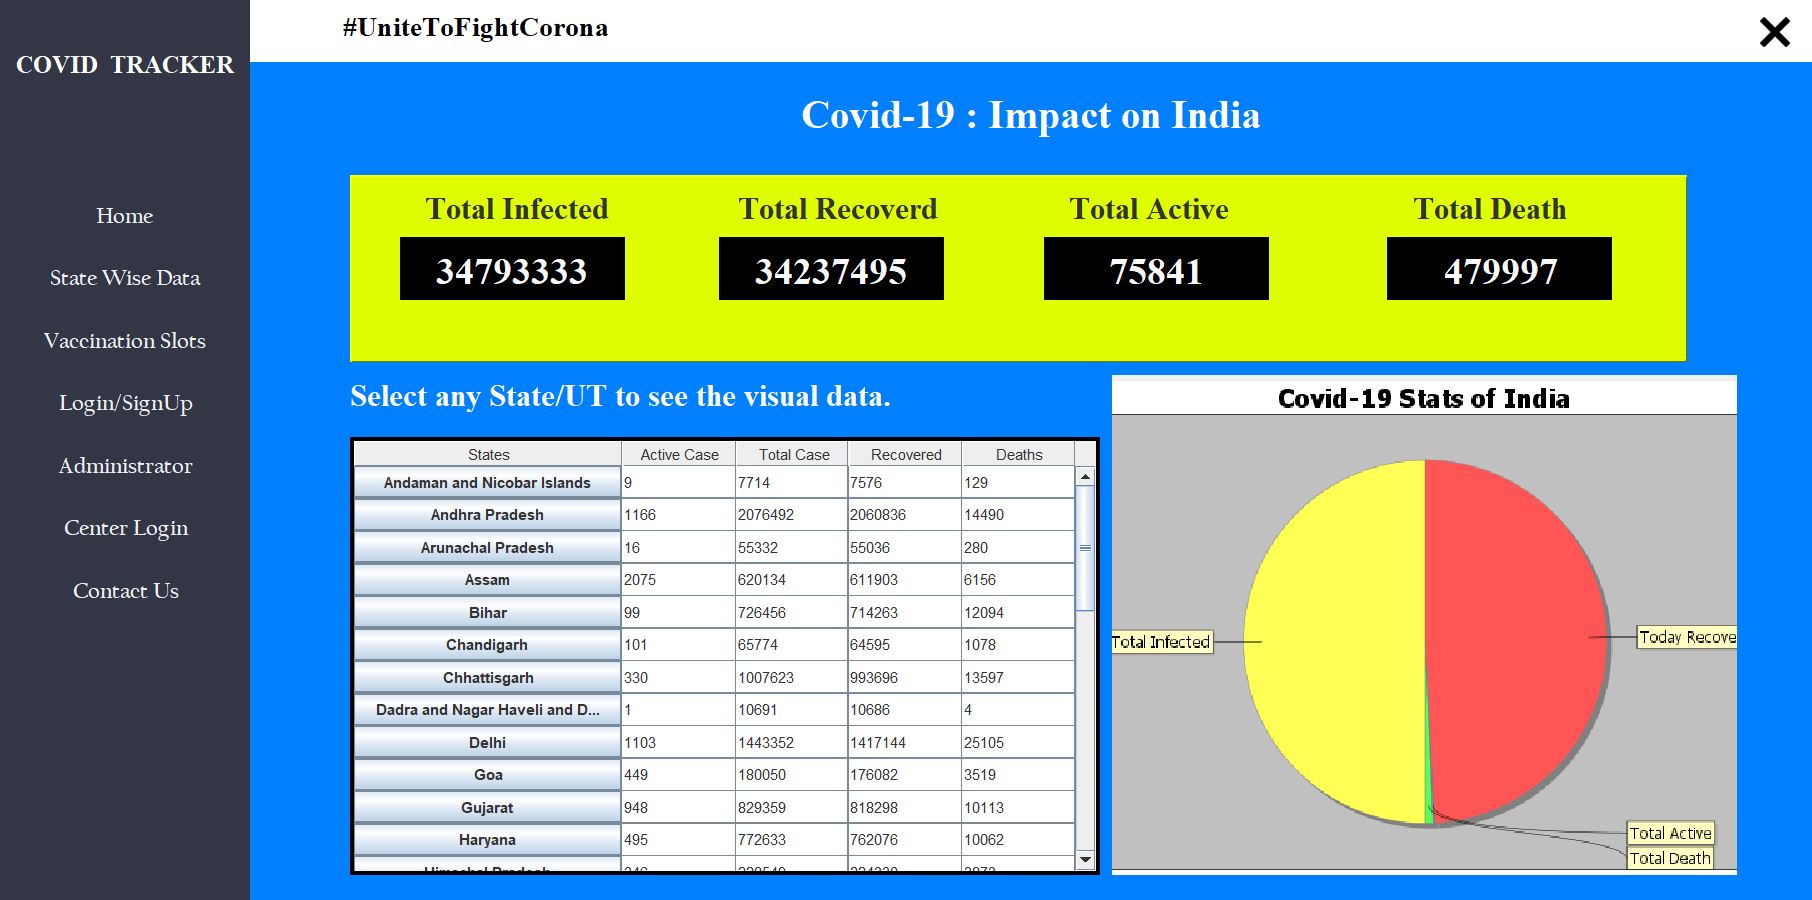 #UniteToFightCorona
COVID TRACKER
Home
State Wise Data
Vaccination Slots
Login/SignUp
Administrator
Center Login
Contact Us
Covid-19 : Impact on India
Total Infected Total Recoverd Total Active Total Death
34793333 34237495 75841 479997
Select any State/UT to see the visual data.
States Active Case Total Case Recovered Deaths
Andaman and Nicobar Islands 9 7714 7576 129
Andhra Pradesh 1166 2076492 2060836 14490
Arunachal Pradesh 16 55332 55036 280
Assam 2075 620134 611903 6156
Bihar 99 726456 714263 12094
Chandigarh 101 65774 64595 1078
Chhattisgarh 330 1007623 993696 13597
Dadra and Nagar Haveli and D... 1 10691 10686 4
Delhi 1103 1443352 1417144 25105
Goa 449 180050 176082 3519
Gujarat 948 829359 818298 10113
Haryana 495 772633 762076 10062
Himachal Pradesh
Covid-19 Stats of India
Total Infected
Today Recove
Total Active
Total Death